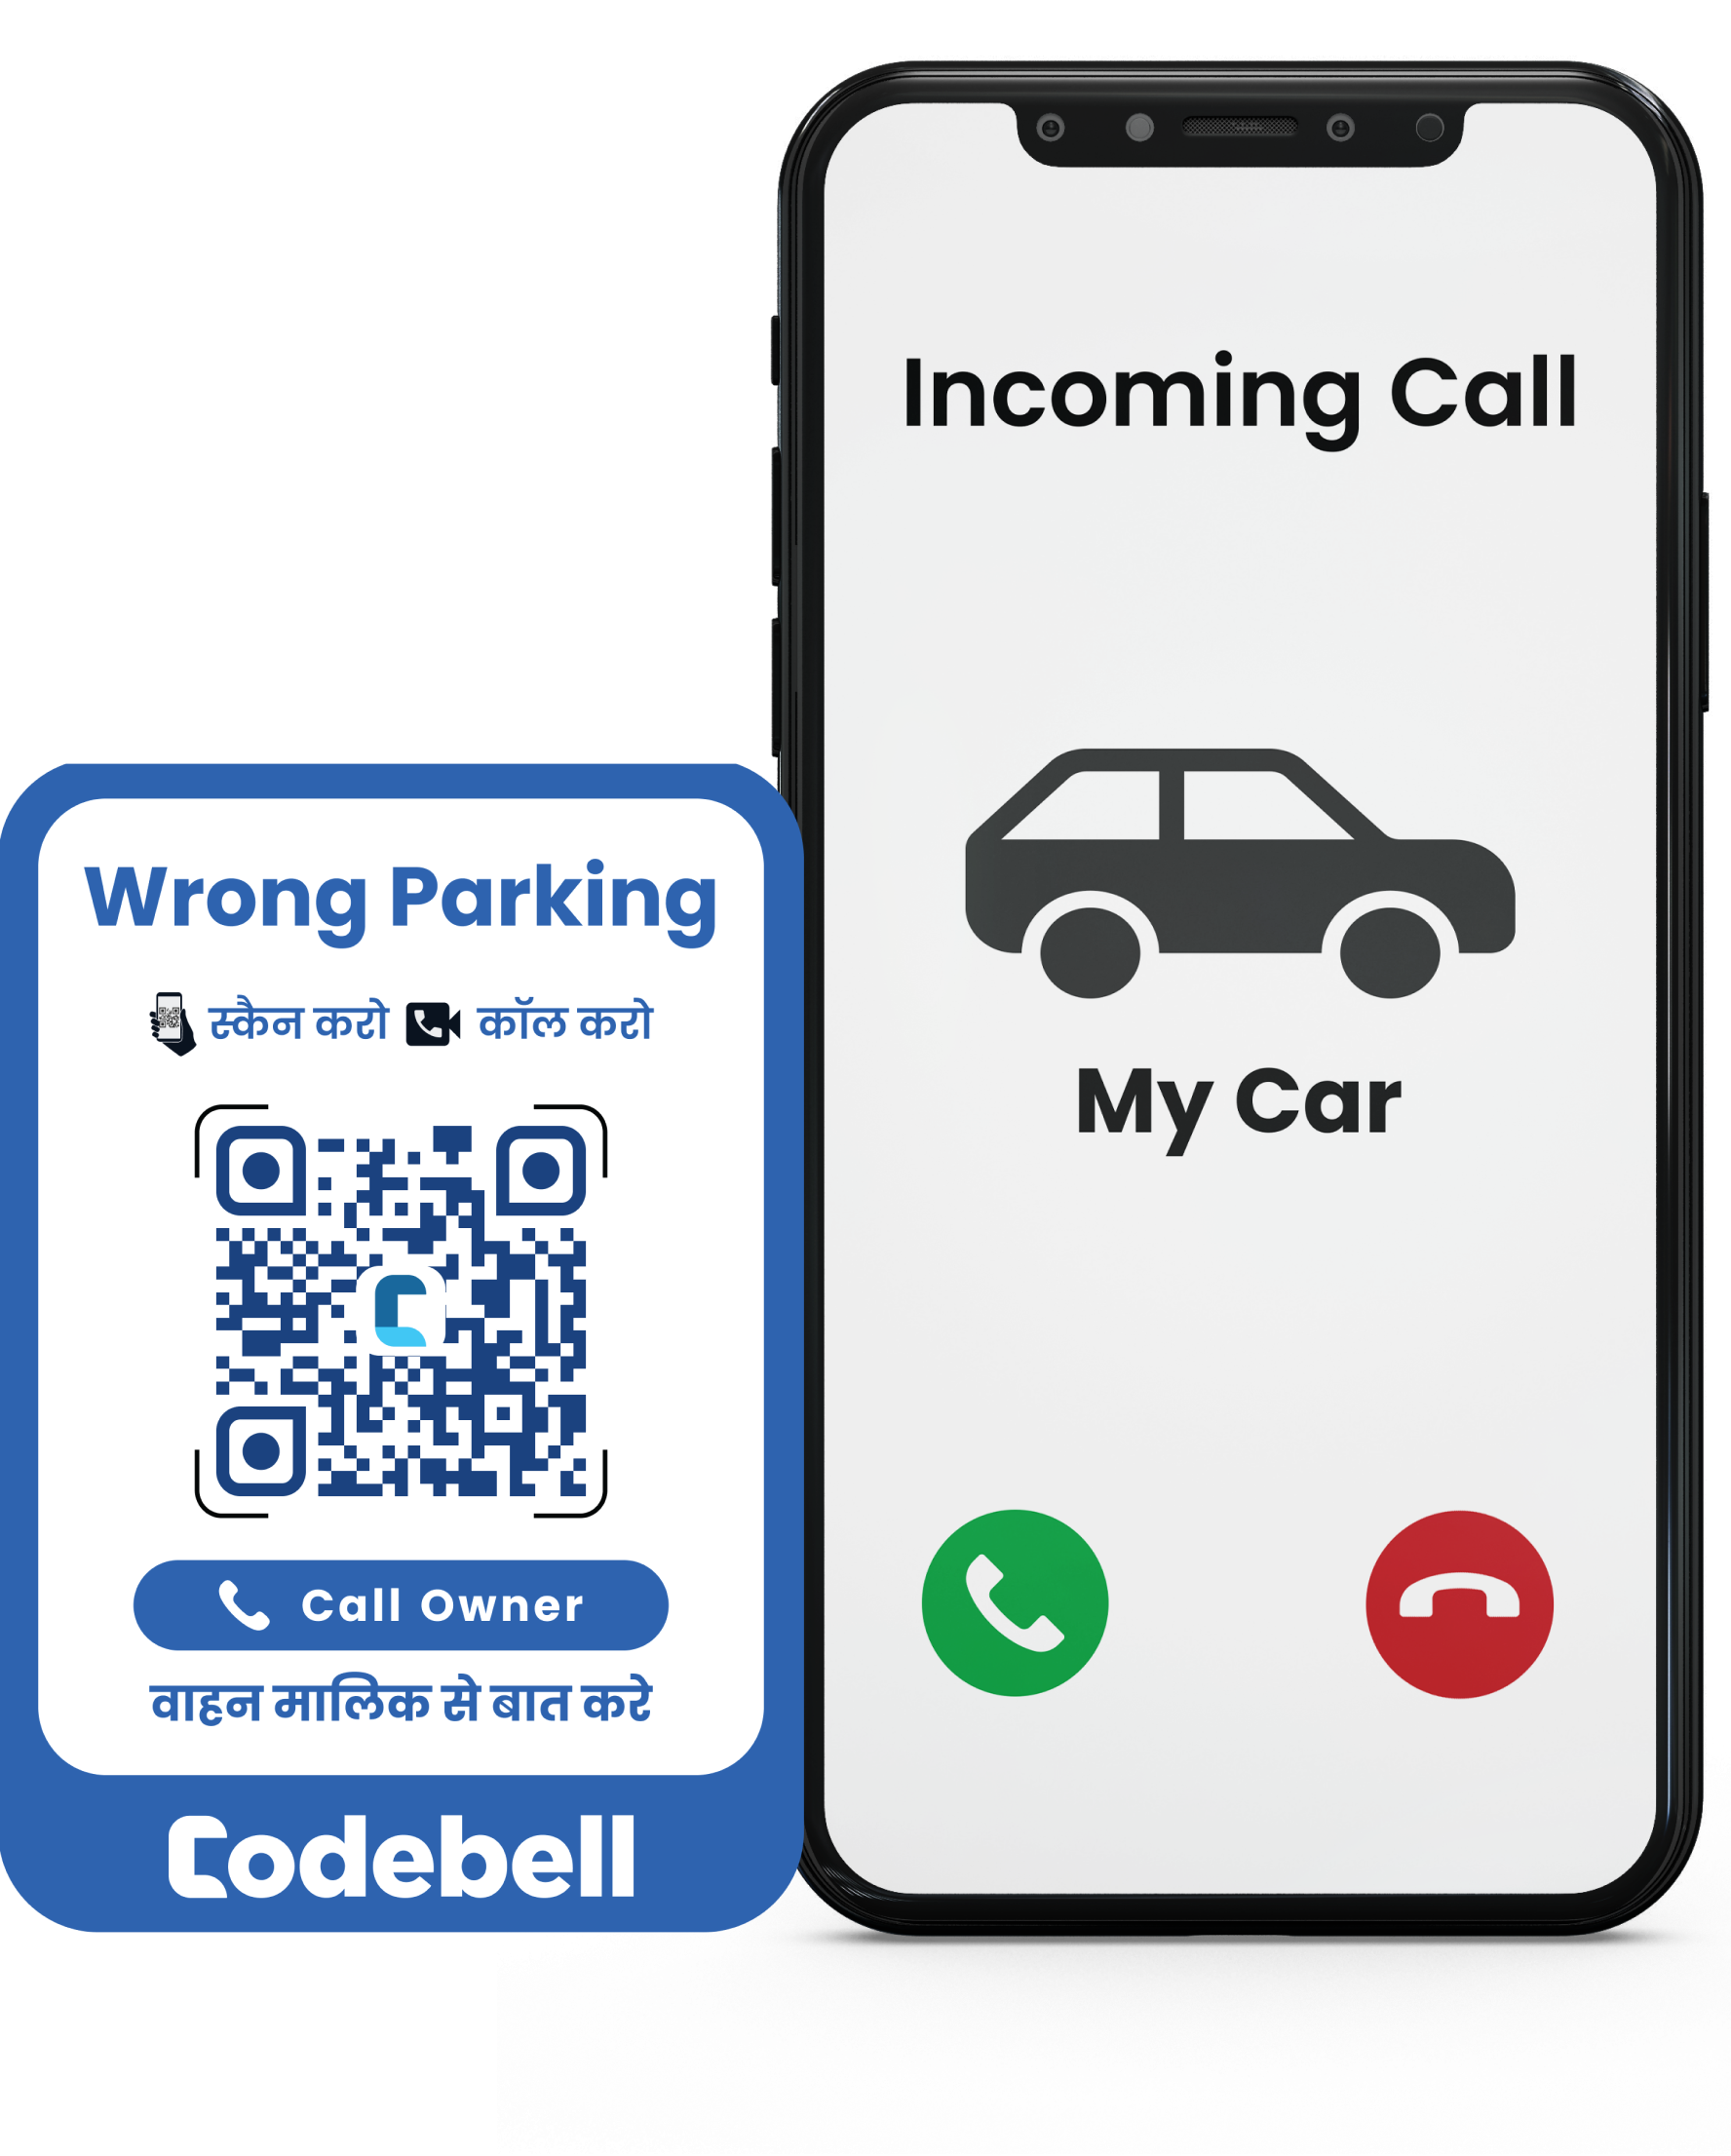 Incoming Call
My Car
Wrong Parking
स्कैन करो कॉल करो
Call Owner
वाहन मालिक से बात करे
Codebell